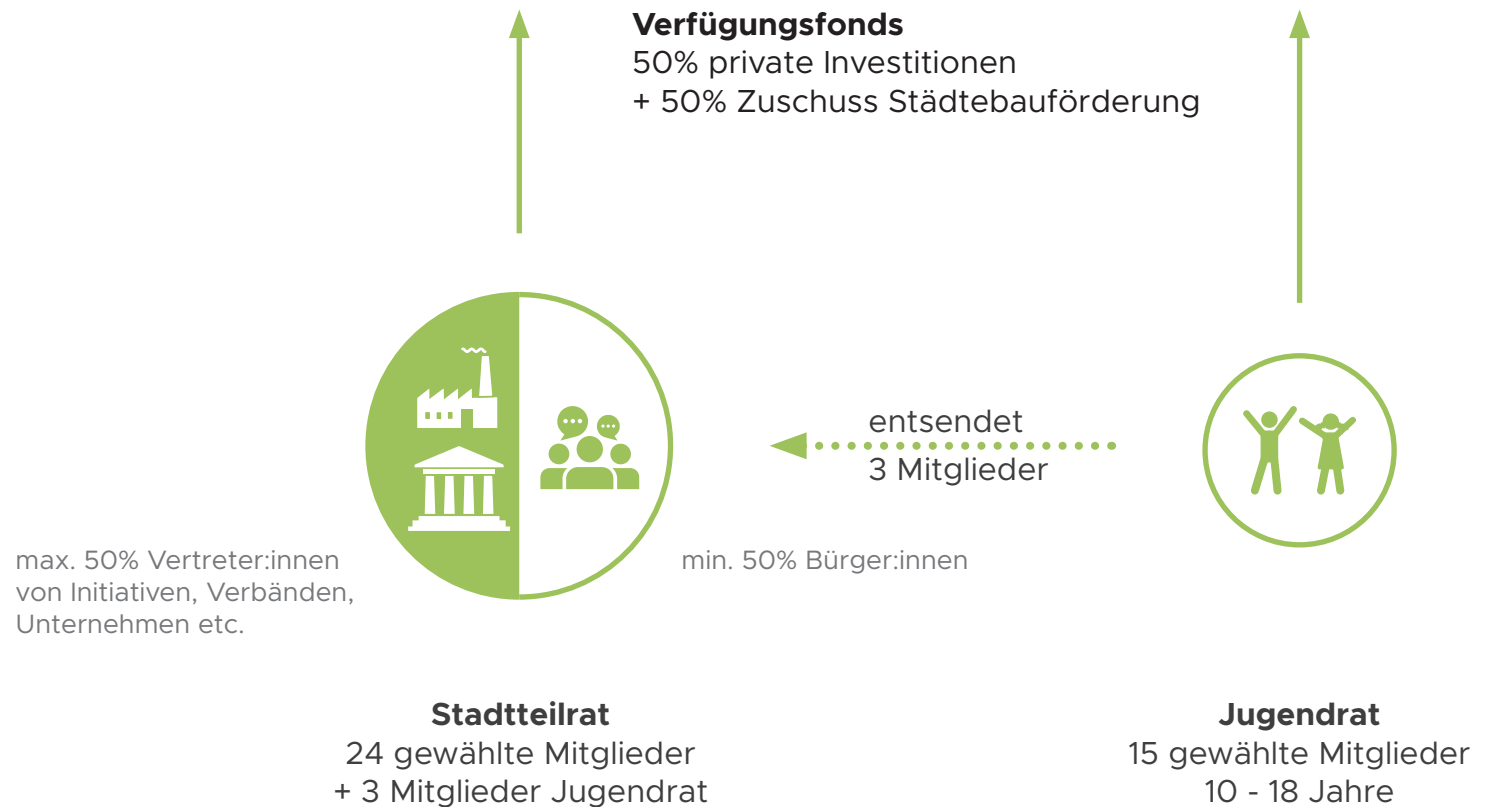 Verfügungsfonds
50% private Investitionen
+ 50% Zuschuss Städtebauförderung
entsendet
3 Mitglieder
max. 50% Vertreter:innen
von Initiativen, Verbänden,
Unternehmen etc.
min. 50% Bürger:innen
Stadtteilrat
24 gewählte Mitglieder
+ 3 Mitglieder Jugendrat
Jugendrat
15 gewählte Mitglieder
10 - 18 Jahre